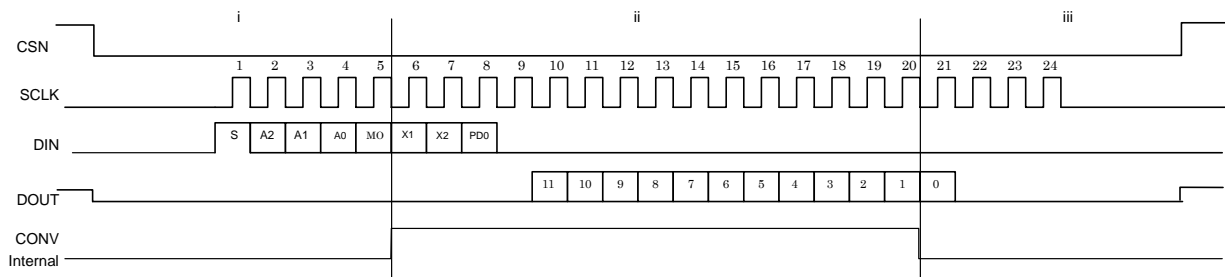 i ii iii
CSN
1 2 3 4 5 6 7 8 9 10 11 12 13 14 15 16 17 18 19 20 21 22 23 24
SCLK
S A2 A1 A0 MO X1 X2 PD0
DIN
11 10 9 8 7 6 5 4 3 2 1 0
DOUT
CONV
Internal